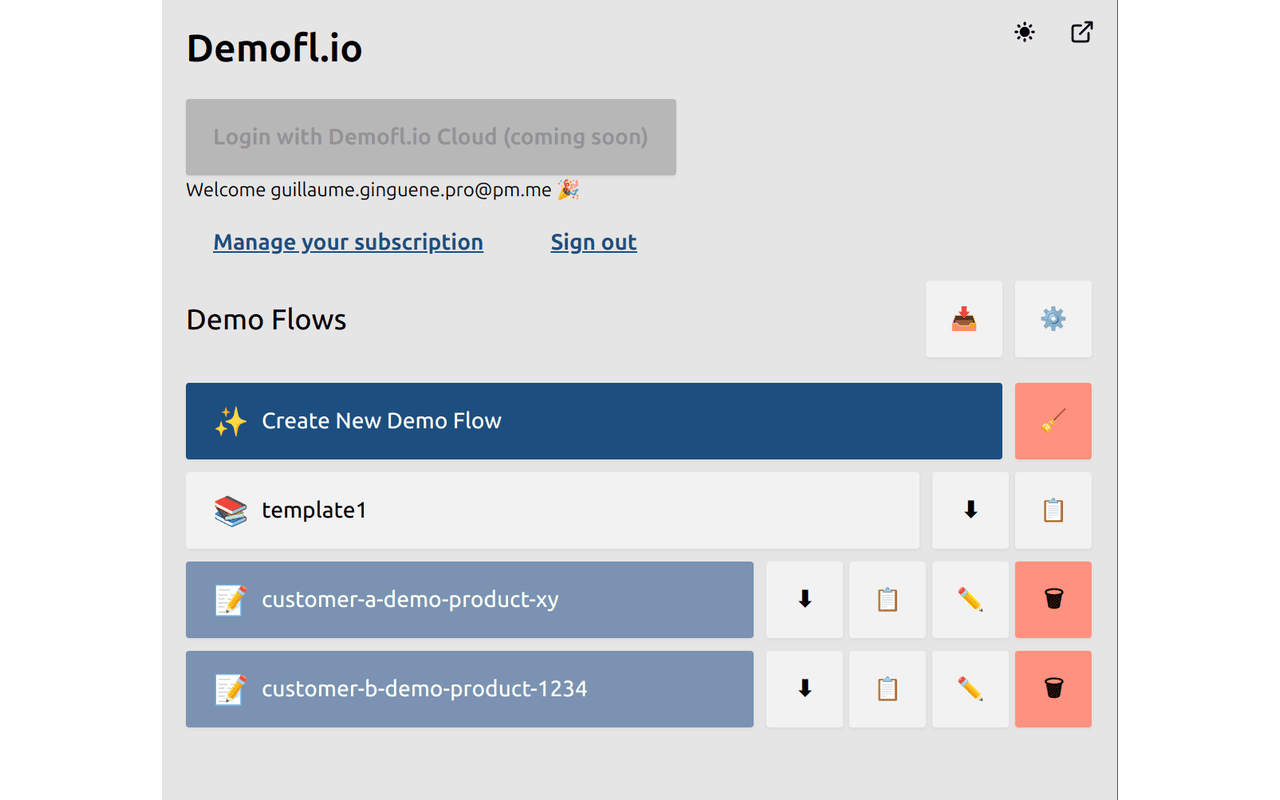 Demofl.io
Login with Demofl.io Cloud (coming soon)
Welcome guillaume.ginguene.pro@pm.me 🎉
Manage your subscription
Sign out
Demo Flows
Create New Demo Flow
template1
customer-a-demo-product-xy
customer-b-demo-product-1234